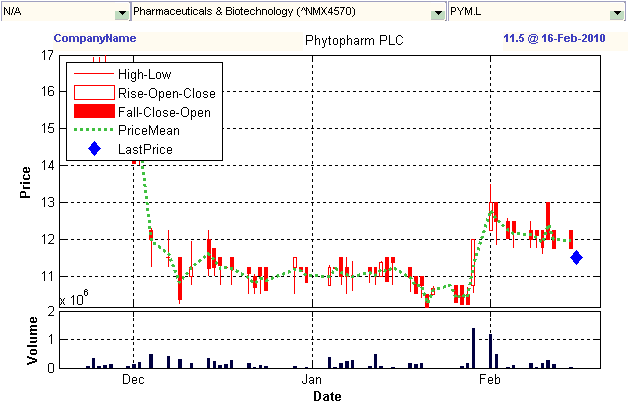 N/A Pharmaceuticals & Biotechnology (^NMX4570) PYM.L
CompanyName Phytopharm PLC 11.5 @ 16-Feb-2010
High-Low
Rise-Open-Close
Fall-Close-Open
PriceMean
LastPrice
Price
17
16
15
14
13
12
11
x 10^6
Volume
2
1
0
Dec Jan Feb
Date